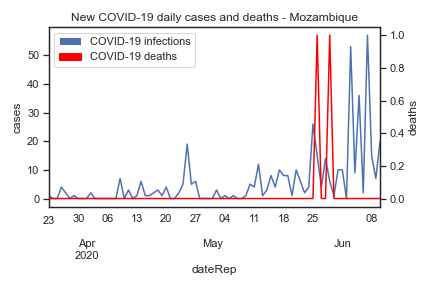 New COVID-19 daily cases and deaths - Mozambique
COVID-19 infections
COVID-19 deaths
cases
50
40
30
20
10
0
deaths
1.0
0.8
0.6
0.4
0.2
0.0
23 30 06 13 20 27 04 11 18 25 08
Apr May Jun
2020
dateRep